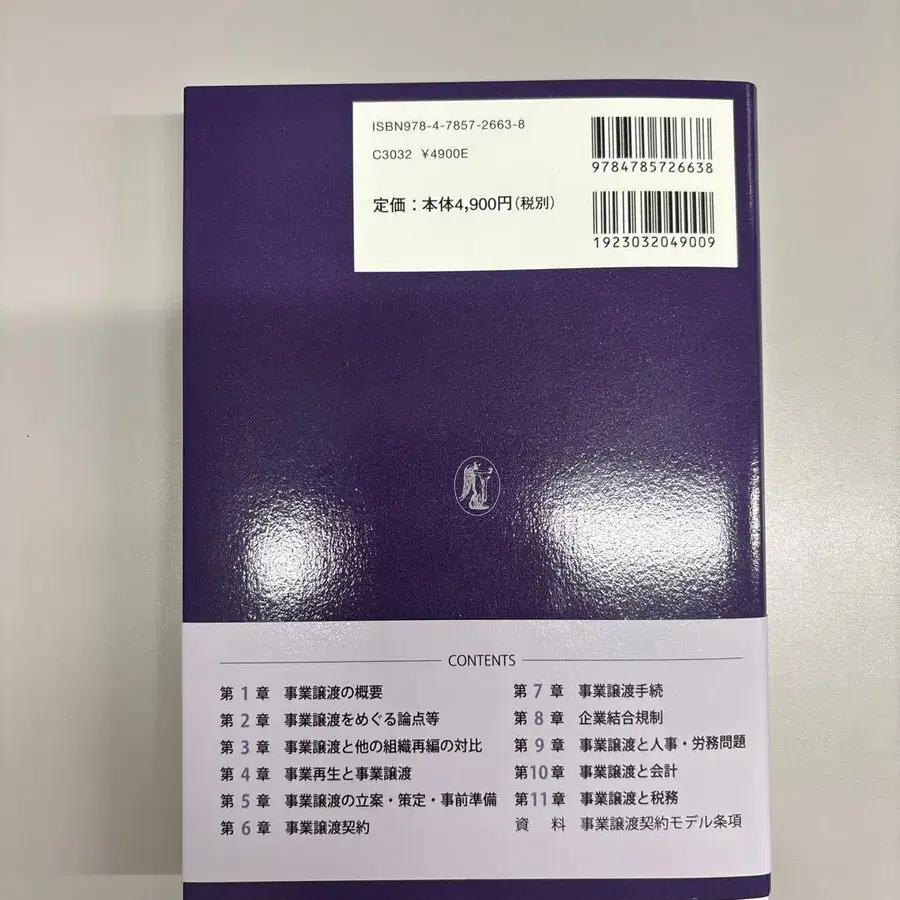 ISBN978-4-7857-2663-8
C3032 ¥4900E
定価：本体4,900円（税別）
9784785726638
1923032049009
CONTENTS
第1章 事業譲渡の概要
第2章 事業譲渡をめぐる論点等
第3章 事業譲渡と他の組織再編の対比
第4章 事業再生と事業譲渡
第5章 事業譲渡の立案・策定・事前準備
第6章 事業譲渡契約
第7章 事業譲渡手続
第8章 企業結合規制
第9章 事業譲渡と人事・労務問題
第10章 事業譲渡と会計
第11章 事業譲渡と税務
資 料 事業譲渡契約モデル条項